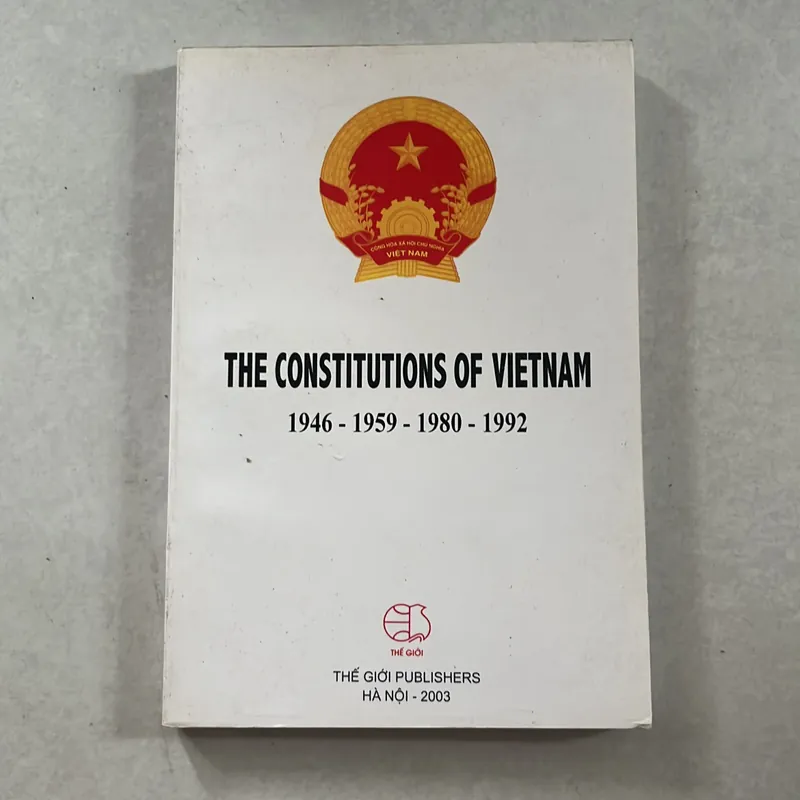 CỘNG HÒA XÃ HỘI CHỦ NGHĨA
VIỆT NAM
THE CONSTITUTIONS OF VIETNAM
1946 - 1959 - 1980 - 1992
THẾ GIỚI
THẾ GIỚI PUBLISHERS
HÀ NỘI - 2003